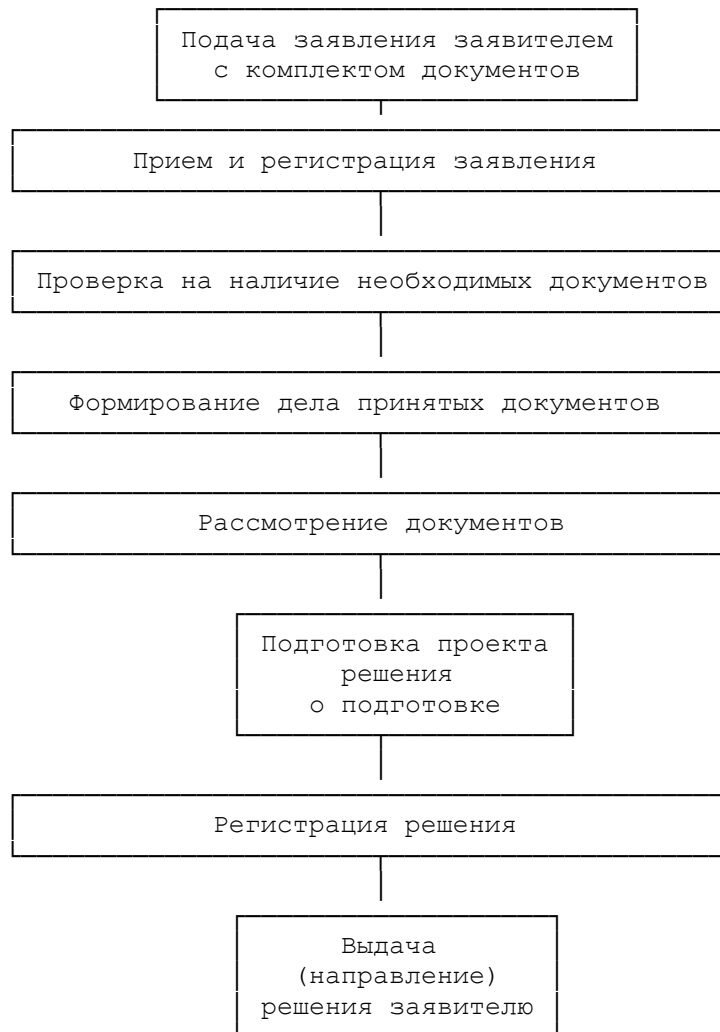 Подача заявления заявителем
с комплектом документов
Прием и регистрация заявления
Проверка на наличие необходимых документов
Формирование дела принятых документов
Рассмотрение документов
Подготовка проекта
решения
о подготовке
Регистрация решения
Выдача
(направление)
решения заявителю